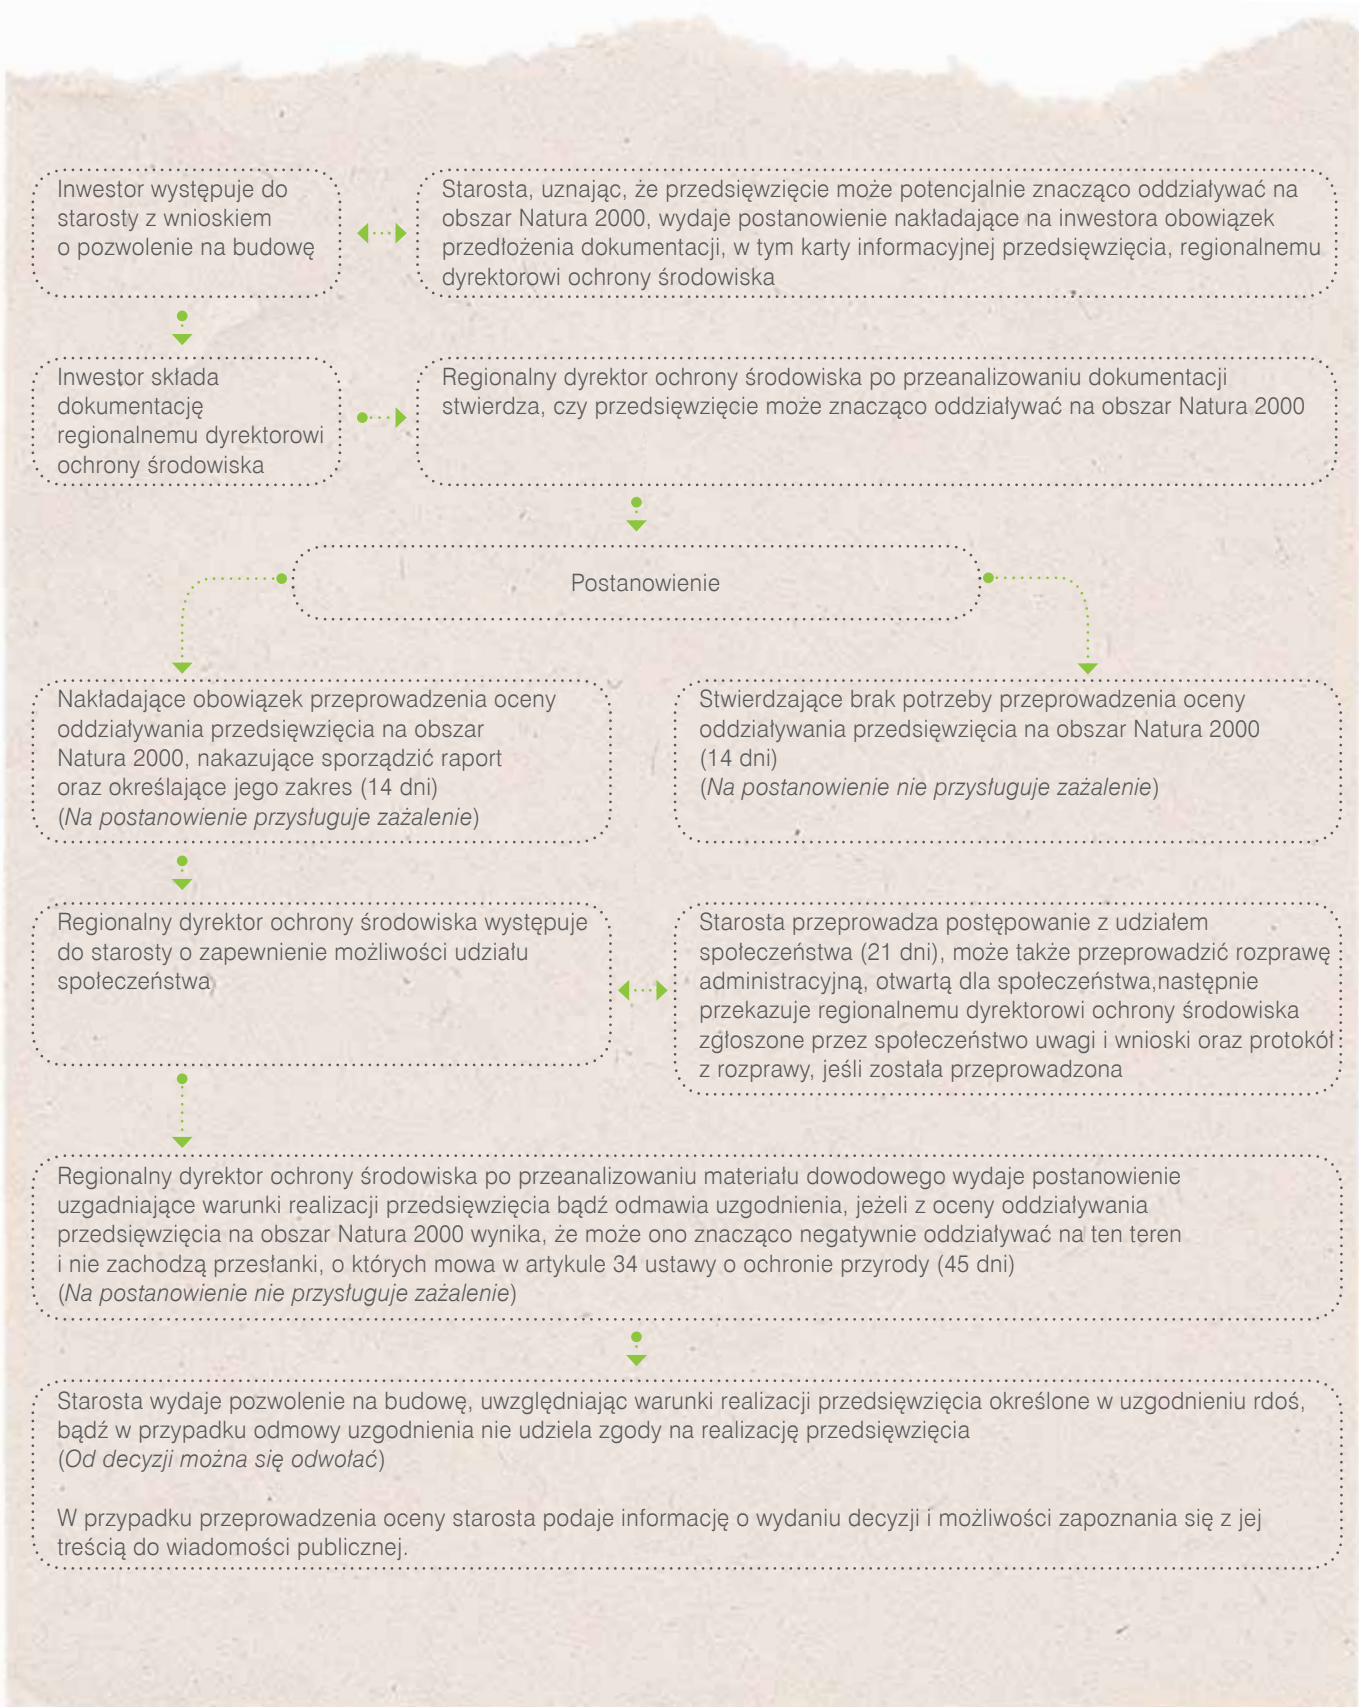 Inwestor występuje do
starosty z wnioskiem
o pozwolenie na budowę
Starosta, uznając, że przedsięwzięcie może potencjalnie znacząco oddziaływać na
obszar Natura 2000, wydaje postanowienie nakładające na inwestora obowiązek
przedłożenia dokumentacji, w tym karty informacyjnej przedsięwzięcia, regionalnemu
dyrektorowi ochrony środowiska
Inwestor składa
dokumentację
regionalnemu dyrektorowi
ochrony środowiska
Regionalny dyrektor ochrony środowiska po przeanalizowaniu dokumentacji
stwierdza, czy przedsięwzięcie może znacząco oddziaływać na obszar Natura 2000
Postanowienie
Nakładające obowiązek przeprowadzenia oceny
oddziaływania przedsięwzięcia na obszar
Natura 2000, nakazujące sporządzić raport
oraz określające jego zakres (14 dni)
(Na postanowienie przysługuje zażalenie)
Stwierdzające brak potrzeby przeprowadzenia oceny
oddziaływania przedsięwzięcia na obszar Natura 2000
(14 dni)
(Na postanowienie nie przysługuje zażalenie)
Regionalny dyrektor ochrony środowiska występuje
do starosty o zapewnienie możliwości udziału
społeczeństwa
Starosta przeprowadza postępowanie z udziałem
społeczeństwa (21 dni), może także przeprowadzić rozprawę
administracyjną, otwartą dla społeczeństwa,następnie
przekazuje regionalnemu dyrektorowi ochrony środowiska
zgłoszone przez społeczeństwo uwagi i wnioski oraz protokół
z rozprawy, jeśli została przeprowadzona
Regionalny dyrektor ochrony środowiska po przeanalizowaniu materiału dowodowego wydaje postanowienie
uzgadniające warunki realizacji przedsięwzięcia bądź odmawia uzgodnienia, jeżeli z oceny oddziaływania
przedsięwzięcia na obszar Natura 2000 wynika, że może ono znacząco negatywnie oddziaływać na ten teren
i nie zachodzą przesłanki, o których mowa w artykule 34 ustawy o ochronie przyrody (45 dni)
(Na postanowienie nie przysługuje zażalenie)
Starosta wydaje pozwolenie na budowę, uwzględniając warunki realizacji przedsięwzięcia określone w uzgodnieniu rdoś,
bądź w przypadku odmowy uzgodnienia nie udziela zgody na realizację przedsięwzięcia
(Od decyzji można się odwołać)
W przypadku przeprowadzenia oceny starosta podaje informację o wydaniu decyzji i możliwości zapoznania się z jej
treścią do wiadomości publicznej.